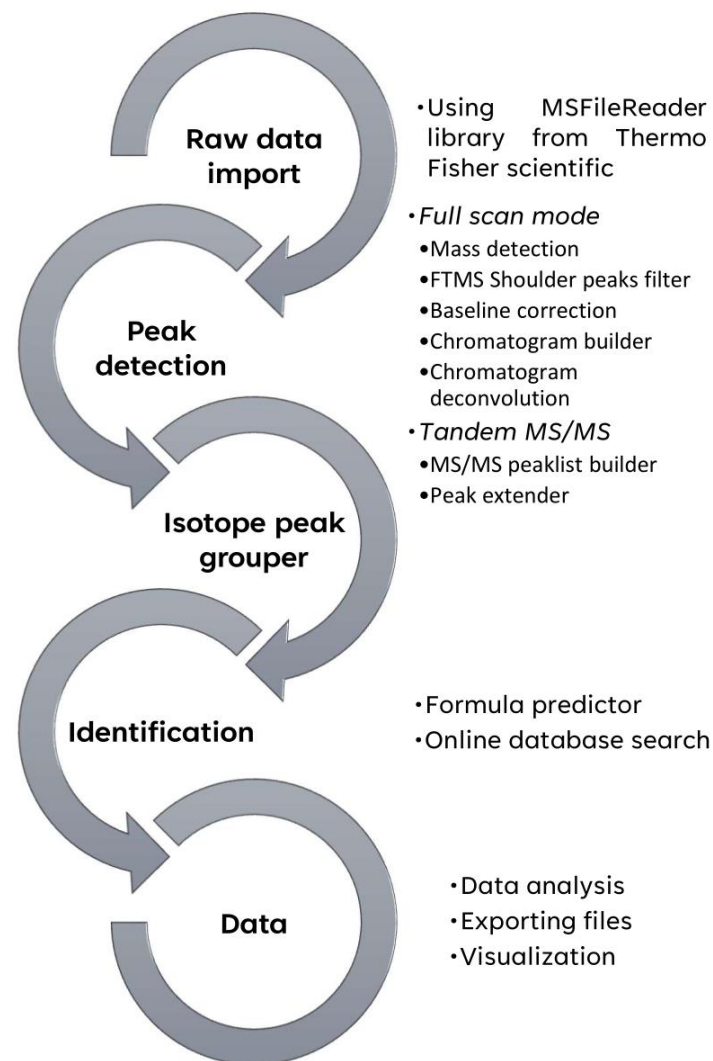 Raw data
import
·Using MSFileReader
library from Thermo
Fisher scientific
Peak
detection
·Full scan mode
•Mass detection
•FTMS Shoulder peaks filter
•Baseline correction
•Chromatogram builder
•Chromatogram
deconvolution
·Tandem MS/MS
•MS/MS peaklist builder
•Peak extender
Isotope peak
grouper
Identification
·Formula predictor
·Online database search
Data
·Data analysis
·Exporting files
·Visualization